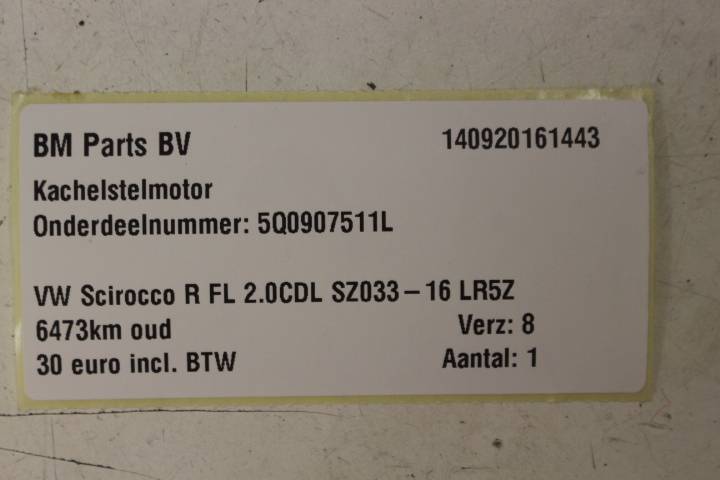 BM Parts BV 140920161443
Kachelstelmotor
Onderdeelnummer: 5Q0907511L
VW Scirocco R FL 2.0CDL SZ033 – 16 LR5Z
6473km oud Verz: 8
30 euro incl. BTW Aantal: 1